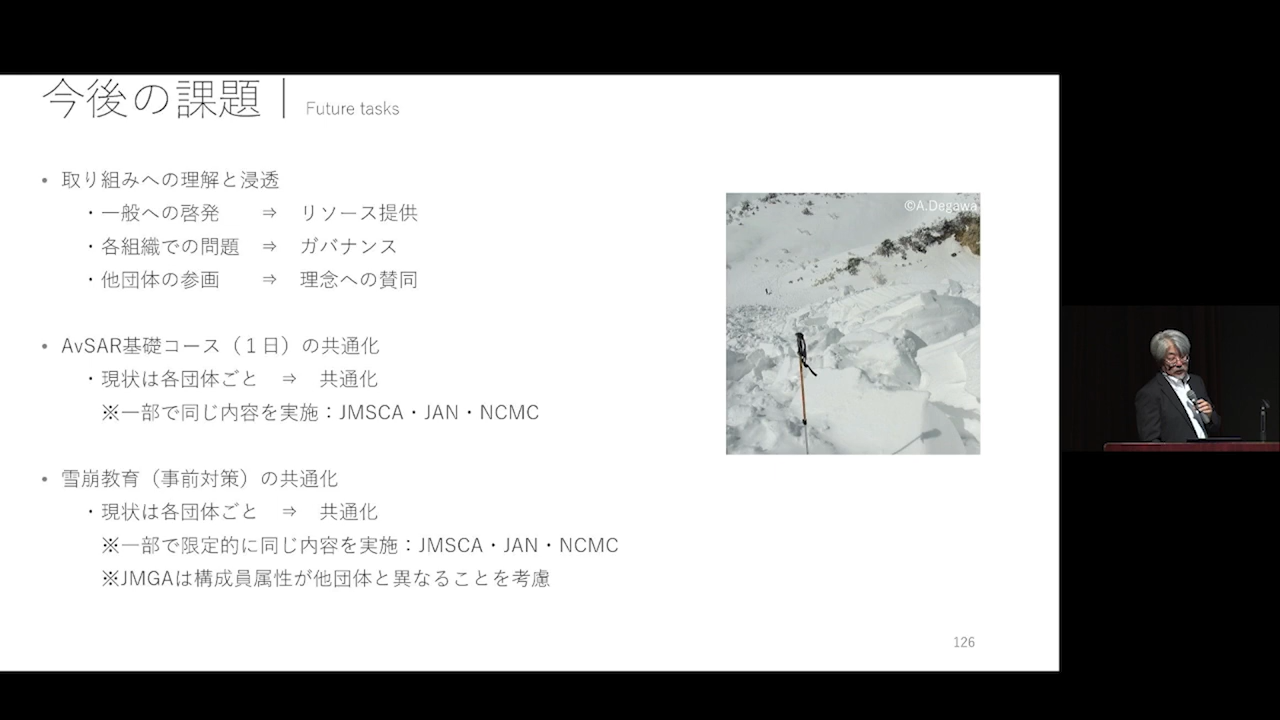 今後の課題｜ Future tasks
• 取り組みへの理解と浸透
・一般への啓発　　⇒　リソース提供
・各組織での問題　⇒　ガバナンス
・他団体の参画　　⇒　理念への賛同
©A.Degawa
• AvSAR基礎コース（１日）の共通化
・現状は各団体ごと　⇒　共通化
※一部で同じ内容を実施：JMSCA・JAN・NCMC
• 雪崩教育（事前対策）の共通化
・現状は各団体ごと　⇒　共通化
※一部で限定的に同じ内容を実施：JMSCA・JAN・NCMC
※JMGAは構成員属性が他団体と異なることを考慮
126